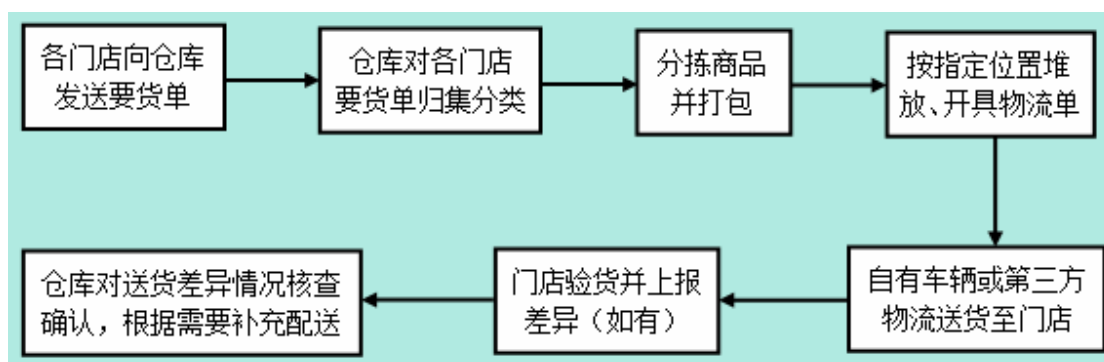 各门店向仓库
发送要货单
仓库对各门店
要货单归集分类
分拣商品
并打包
按指定位置堆
放、开具物流单
自有车辆或第三方
物流送货至门店
门店验货并上报
差异（如有）
仓库对送货差异情况核查
确认，根据需要补充配送